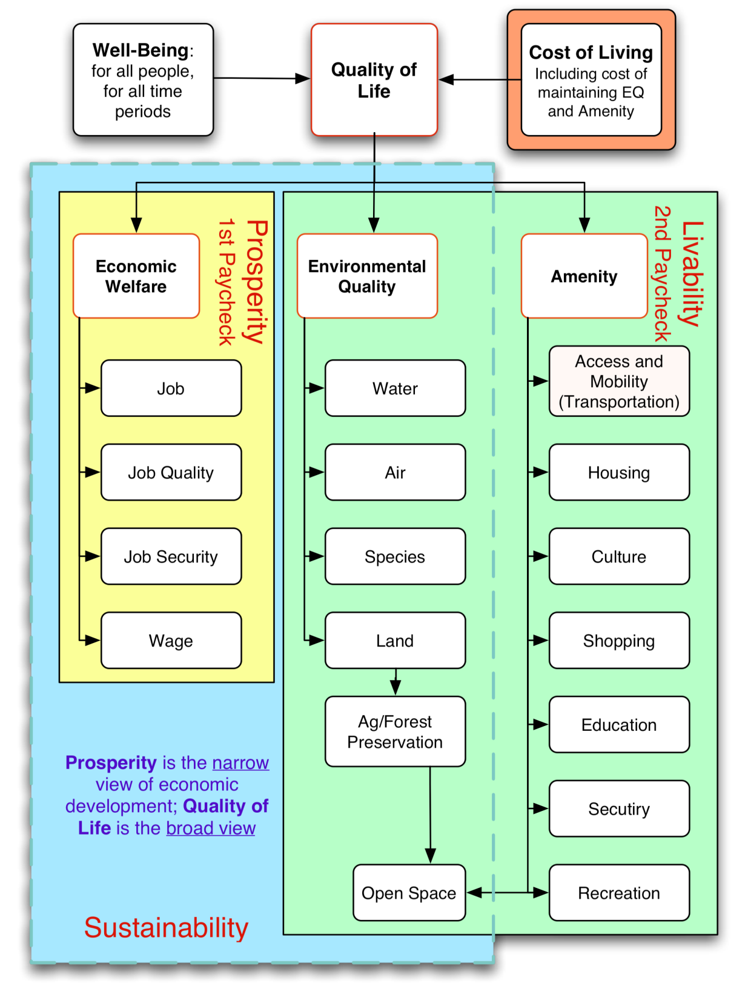 Well-Being:
for all people,
for all time
periods
Quality of
Life
Cost of Living
Including cost of
maintaining EQ
and Amenity
Prosperity
1st Paycheck
Livability
2nd Paycheck
Economic
Welfare
Environmental
Quality
Amenity
Job
Job Quality
Job Security
Wage
Water
Air
Species
Land
Ag/Forest
Preservation
Open Space
Access and
Mobility
(Transportation)
Housing
Culture
Shopping
Education
Secutiry
Recreation
Prosperity is the narrow
view of economic
development; Quality of
Life is the broad view
Sustainability